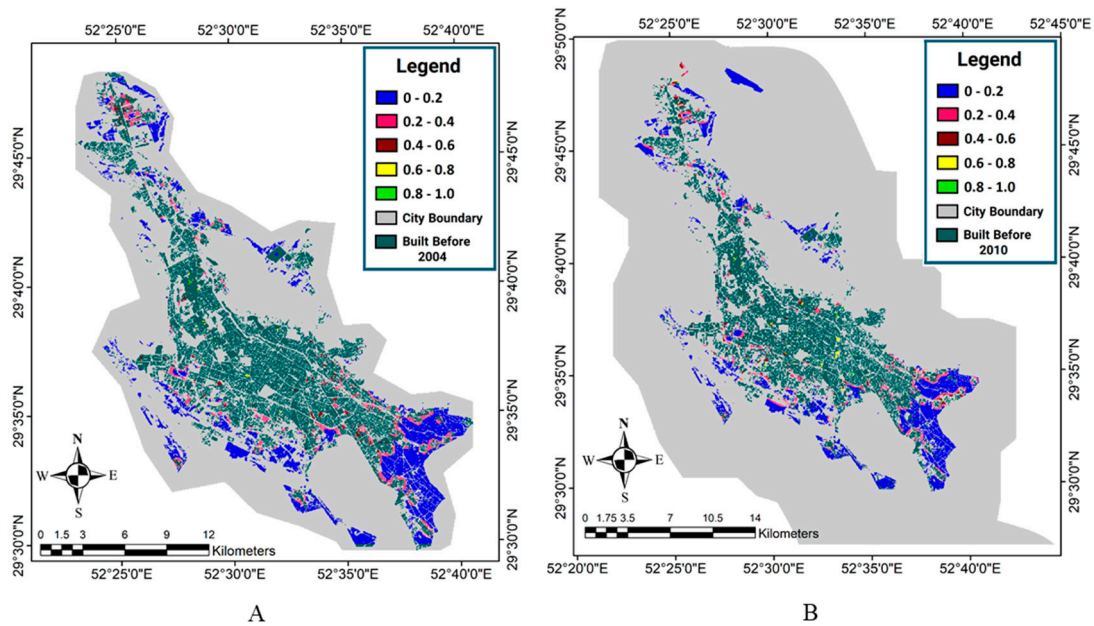 52°25'0"E 52°30'0"E 52°35'0"E 52°40'0"E
29°45'0"N
29°40'0"N
29°35'0"N
29°30'0"N
Legend
0 - 0.2
0.2 - 0.4
0.4 - 0.6
0.6 - 0.8
0.8 - 1.0
City Boundary
Built Before
2004
29°45'0"N
29°40'0"N
29°35'0"N
29°30'0"N
N
W E
S
0 1.5 3 6 9 12
Kilometers
52°25'0"E 52°30'0"E 52°35'0"E 52°40'0"E
A
52°25'0"E 52°30'0"E 52°35'0"E 52°40'0"E 52°45'0"E
29°50'0"N
29°45'0"N
29°40'0"N
29°35'0"N
29°30'0"N
Legend
0 - 0.2
0.2 - 0.4
0.4 - 0.6
0.6 - 0.8
0.8 - 1.0
City Boundary
Built Before
2010
29°45'0"N
29°40'0"N
29°35'0"N
29°30'0"N
N
W E
S
0 1.75 3.5 7 10.5 14
Kilometers
52°20'0"E 52°25'0"E 52°30'0"E 52°35'0"E 52°40'0"E
B